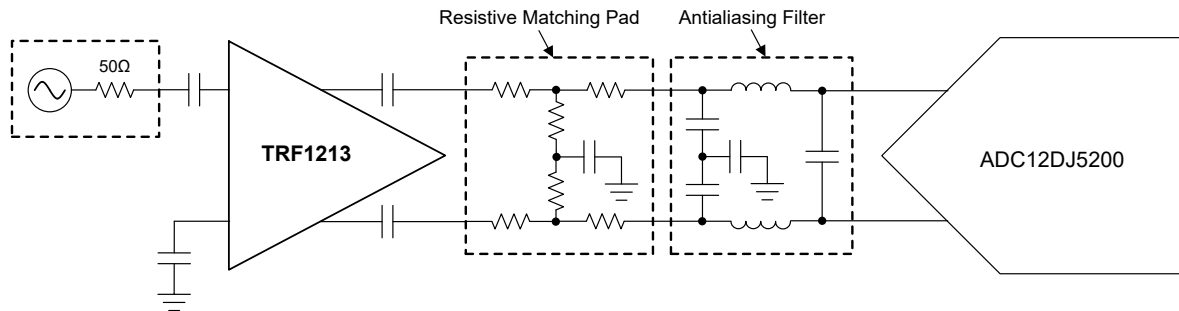 Resistive Matching Pad
Antialiasing Filter
50Ω
TRF1213
ADC12DJ5200